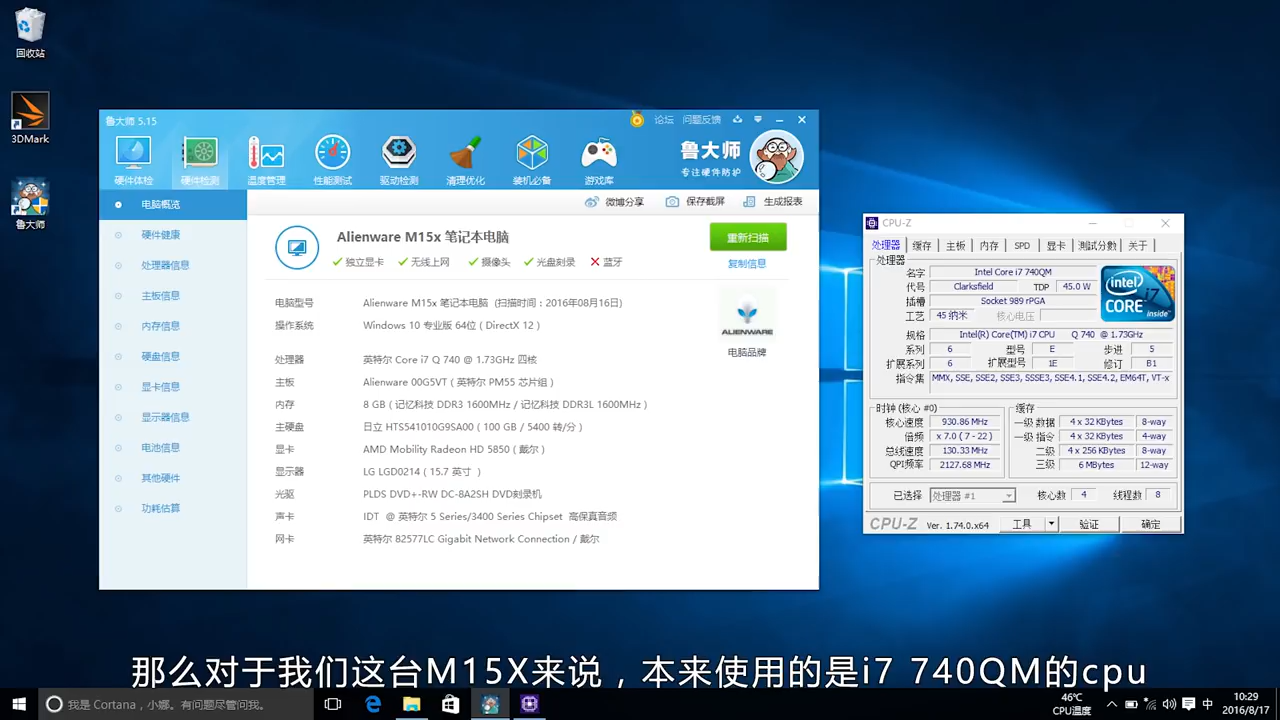 回收站
3DMark
鲁大师
鲁大师 5.15
论坛 问题反馈
硬件体检 硬件检测 温度管理 性能测试 驱动检测 清理优化 装机必备 游戏库
鲁大师
专注硬件防护
微博分享 保存截屏 生成报表
电脑概览
硬件健康
处理器信息
主板信息
内存信息
硬盘信息
显卡信息
显示器信息
电池信息
其他硬件
功耗估算
Alienware M15x 笔记本电脑
独立显卡 无线上网 摄像头 光盘刻录 蓝牙
重新扫描
复制信息
电脑型号 Alienware M15x 笔记本电脑 (扫描时间：2016年08月16日)
操作系统 Windows 10 专业版 64位 ( DirectX 12 )
处理器 英特尔 Core i7 Q 740 @ 1.73GHz 四核
主板 Alienware 00G5VT ( 英特尔 PM55 芯片组 )
内存 8 GB ( 记忆科技 DDR3 1600MHz / 记忆科技 DDR3L 1600MHz )
主硬盘 日立 HTS541010G9SA00 ( 100 GB / 5400 转/分 )
显卡 AMD Mobility Radeon HD 5850 ( 戴尔 )
显示器 LG LGD0214 ( 15.7 英寸 )
光驱 PLDS DVD+-RW DC-8A2SH DVD刻录机
声卡 IDT @ 英特尔 5 Series/3400 Series Chipset 高保真音频
网卡 英特尔 82577LC Gigabit Network Connection / 戴尔
ALIENWARE
电脑品牌
CPU-Z
处理器 缓存 主板 内存 SPD 显卡 测试分数 关于
处理器
名字 Intel Core i7 740QM
代号 Clarksfield TDP 45.0 W
插槽 Socket 989 rPGA
工艺 45 纳米 核心电压
规格 Intel(R) Core(TM) i7 CPU Q 740 @ 1.73GHz
系列 6 型号 E 步进 5
扩展系列 6 扩展型号 1E 修订 B1
指令集 MMX, SSE, SSE2, SSE3, SSSE3, SSE4.1, SSE4.2, EM64T, VT-x
intel
CORE i7
inside™
时钟 (核心 #0)
核心速度 930.86 MHz
倍频 x 7.0 ( 7 - 22 )
总线速度 130.33 MHz
QPI频率 2127.68 MHz
缓存
一级 数据 4 x 32 KBytes 8-way
一级 指令 4 x 32 KBytes 4-way
二级 4 x 256 KBytes 8-way
三级 6 MBytes 12-way
已选择 处理器 #1 核心数 4 线程数 8
CPU-Z Ver. 1.74.0.x64 工具 验证 确定
那么对于我们这台M15X来说，本来使用的是i7 740QM的cpu
我是 Cortana，小娜。有问题尽管问我。
46℃
CPU温度
中
10:29
2016/8/17